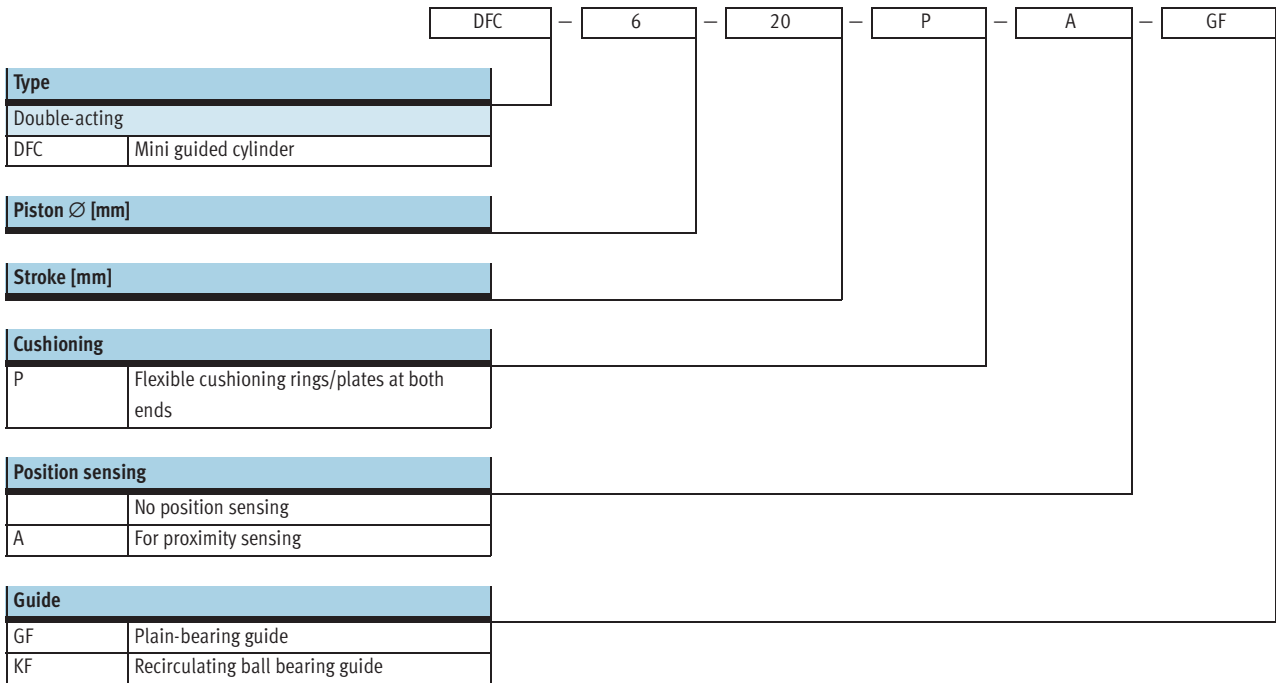 DFC – 6 – 20 – P – A – GF
Type
Double-acting
DFC Mini guided cylinder
Piston ∅ [mm]
Stroke [mm]
Cushioning
P Flexible cushioning rings/plates at both
ends
Position sensing
No position sensing
A For proximity sensing
Guide
GF Plain-bearing guide
KF Recirculating ball bearing guide